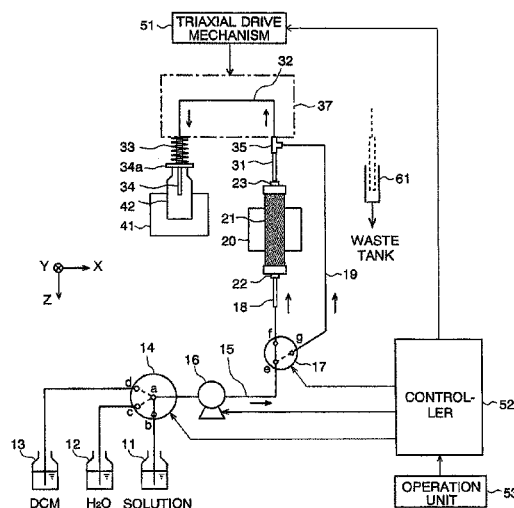 51
TRIAXIAL DRIVE
MECHANISM
32
37
33
35
34a
31
34
23
61
42
21
41
20
WASTE
TANK
22
19
Y
X
18
Z
14
f
g
16
15
17
d
a
e
c
b
CONTROL-
LER
52
13
12
11
DCM
H2O
SOLUTION
OPERATION
UNIT
53